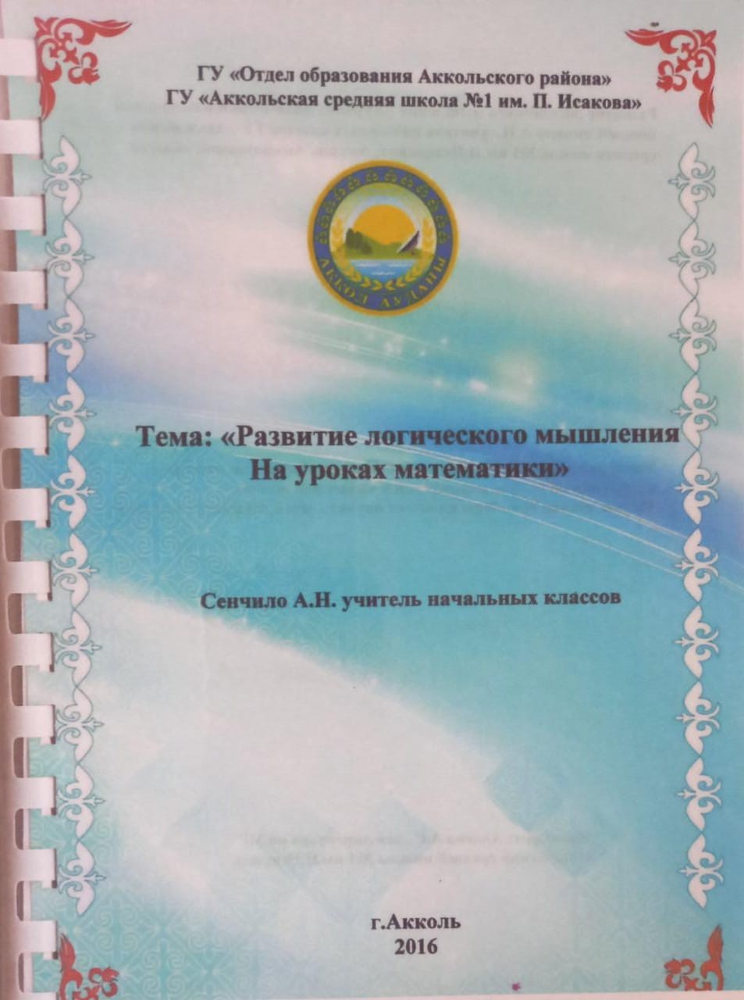 ГУ «Отдел образования Аккольского района»
ГУ «Аккольская средняя школа №1 им. П. Исакова»
АККОЛ АУДАНЫ
Тема: «Развитие логического мышления
На уроках математики»
Сенчило А.Н. учитель начальных классов
г.Акколь
2016